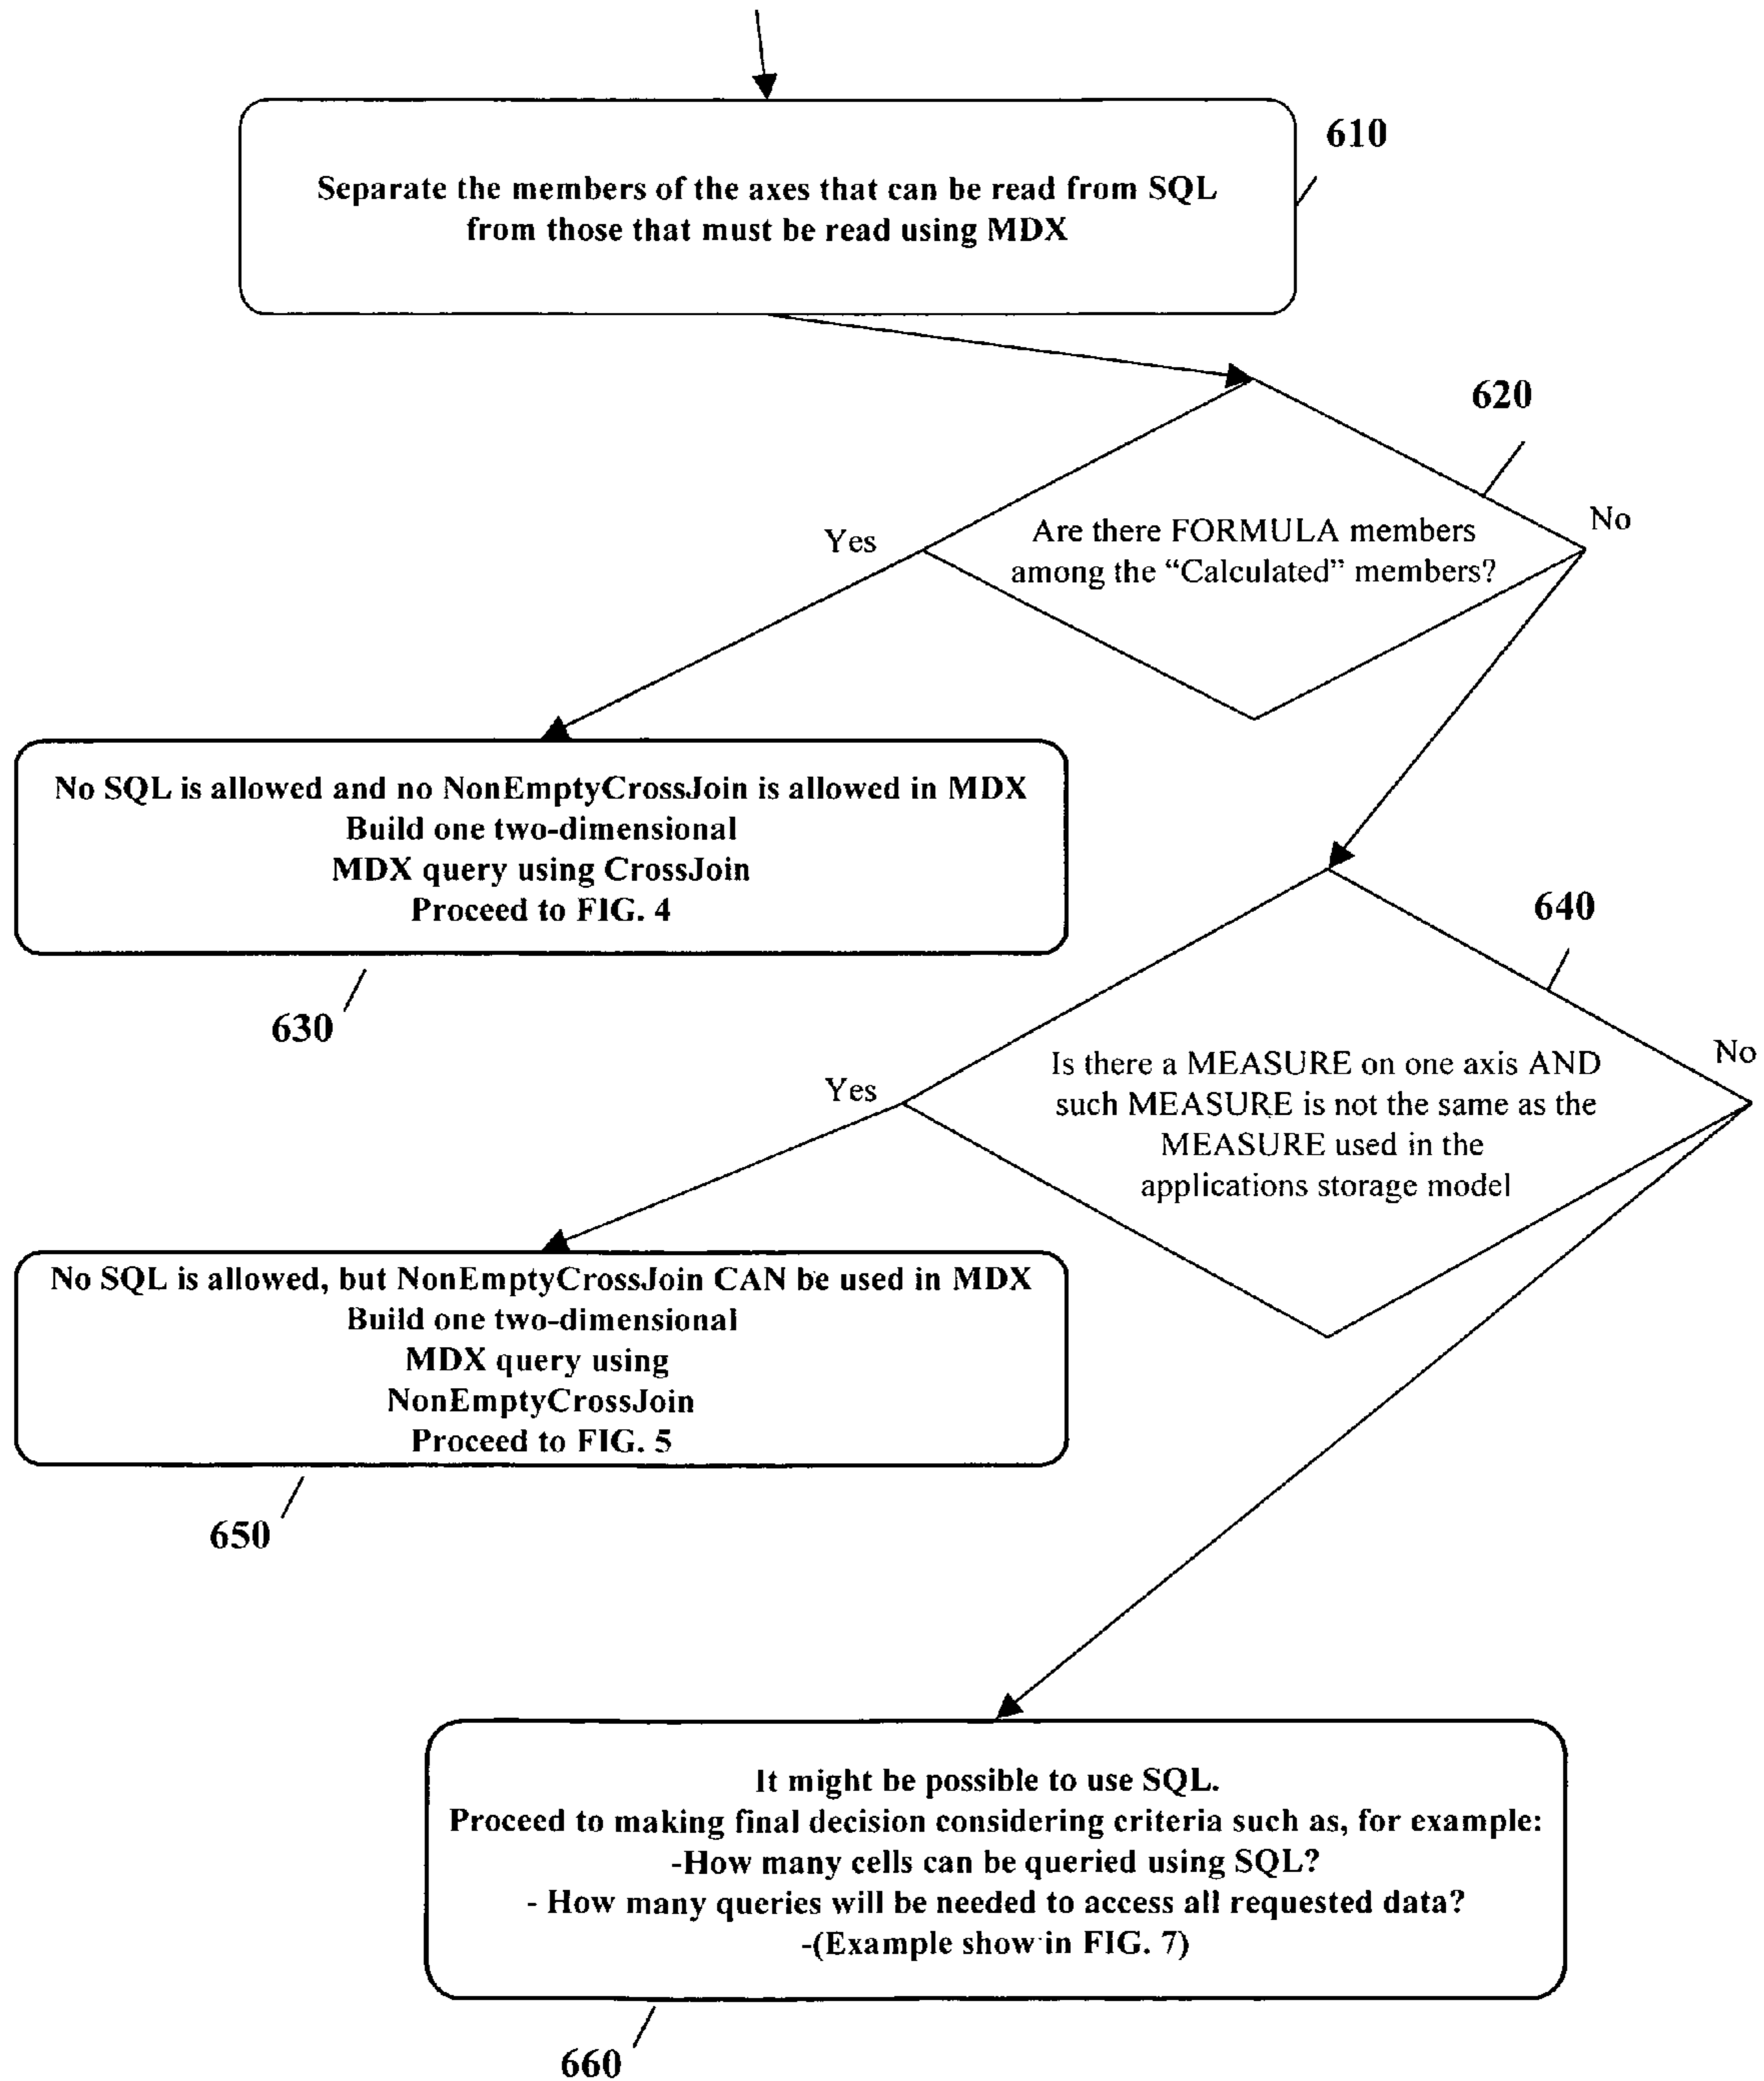 610
Separate the members of the axes that can be read from SQL
from those that must be read using MDX
620
No
Yes
Are there FORMULA members
among the “Calculated” members?
No SQL is allowed and no NonEmptyCrossJoin is allowed in MDX
Build one two-dimensional
MDX query using CrossJoin
Proceed to FIG. 4
640
630
No
Is there a MEASURE on one axis AND
Yes
such MEASURE is not the same as the
MEASURE used in the
applications storage model
No SQL is allowed, but NonEmptyCrossJoin CAN be used in MDX
Build one two-dimensional
MDX query using
NonEmptyCrossJoin
Proceed to FIG. 5
650
It might be possible to use SQL.
Proceed to making final decision considering criteria such as, for example:
-How many cells can be queried using SQL?
- How many queries will be needed to access all requested data?
-(Example show in FIG. 7)
660